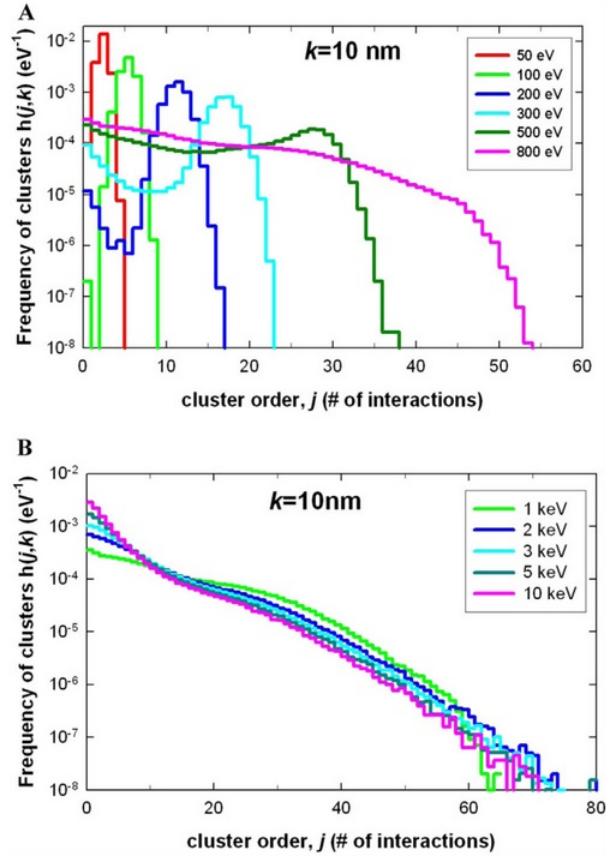 A
k=10 nm
Frequency of clusters h(j,k) (eV⁻¹)
10⁻²
10⁻³
10⁻⁴
10⁻⁵
10⁻⁶
10⁻⁷
10⁻⁸
50 eV
100 eV
200 eV
300 eV
500 eV
800 eV
0 10 20 30 40 50 60
cluster order, j (# of interactions)
B
k=10nm
Frequency of clusters h(j,k) (eV⁻¹)
10⁻²
10⁻³
10⁻⁴
10⁻⁵
10⁻⁶
10⁻⁷
10⁻⁸
1 keV
2 keV
3 keV
5 keV
10 keV
0 20 40 60 80
cluster order, j (# of interactions)